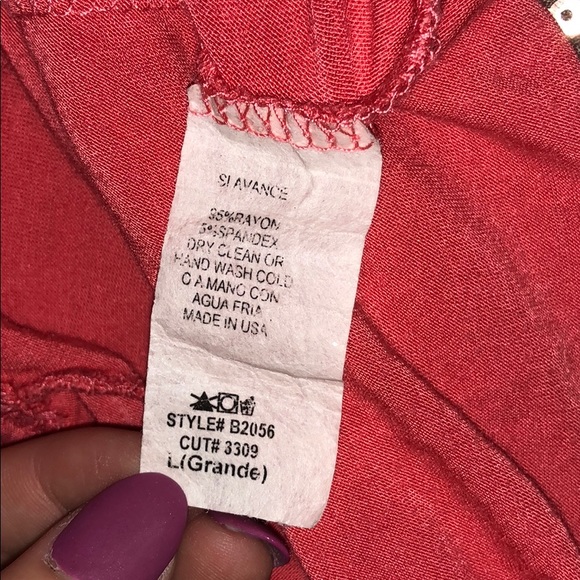 SI AVANCE
95%RAYON
5%SPANDEX
DRY CLEAN OR
HAND WASH COLD
O A MANO CON
AGUA FRIA
MADE IN USA
STYLE# B2056
CUT# 3309
L(Grande)